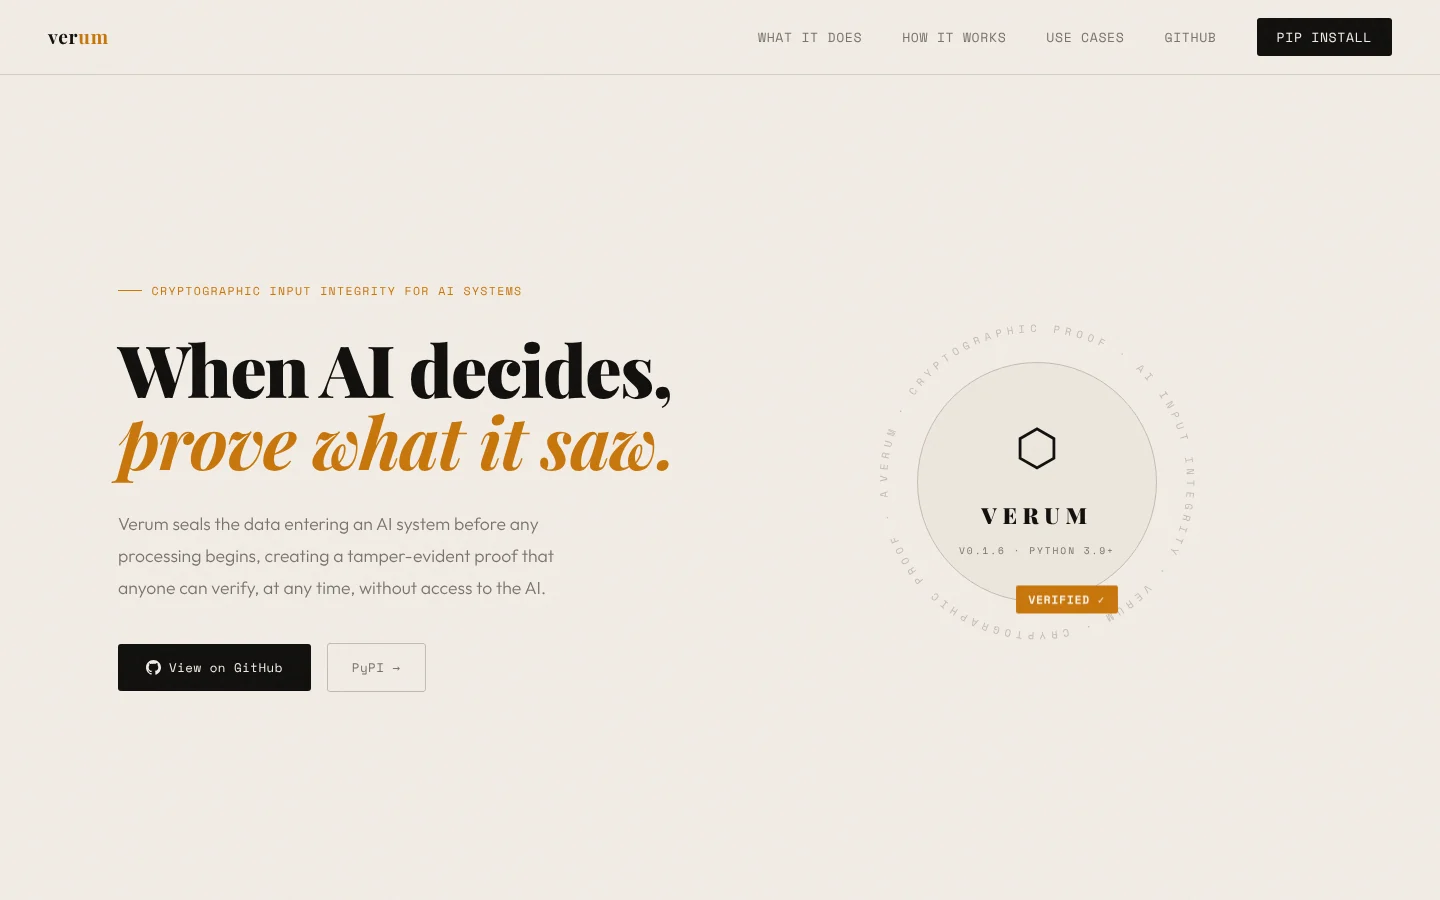 verum
WHAT IT DOES
HOW IT WORKS
USE CASES
GITHUB
PIP INSTALL
CRYPTOGRAPHIC INPUT INTEGRITY FOR AI SYSTEMS
When AI decides,
prove what it saw.
Verum seals the data entering an AI system before any
processing begins, creating a tamper-evident proof that
anyone can verify, at any time, without access to the AI.
View on GitHub
PyPI →
VERUM · CRYPTOGRAPHIC PROOF · AI INPUT INTEGRITY · VERUM · CRYPTOGRAPHIC PROOF · A
VERUM
V0.1.6 · PYTHON 3.9+
VERIFIED ✓